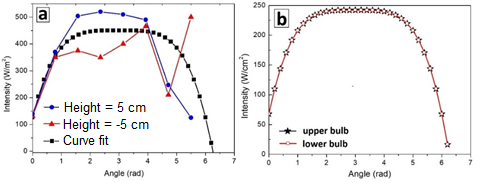 a
500
400
300
200
100
0
Intensity (W/cm²)
Height = 5 cm
Height = -5 cm
Curve fit
0 1 2 3 4 5 6 7
Angle (rad)
b
250
200
150
100
50
0
Intensity (W/cm²)
upper bulb
lower bulb
0 1 2 3 4 5 6 7
Angle (rad)